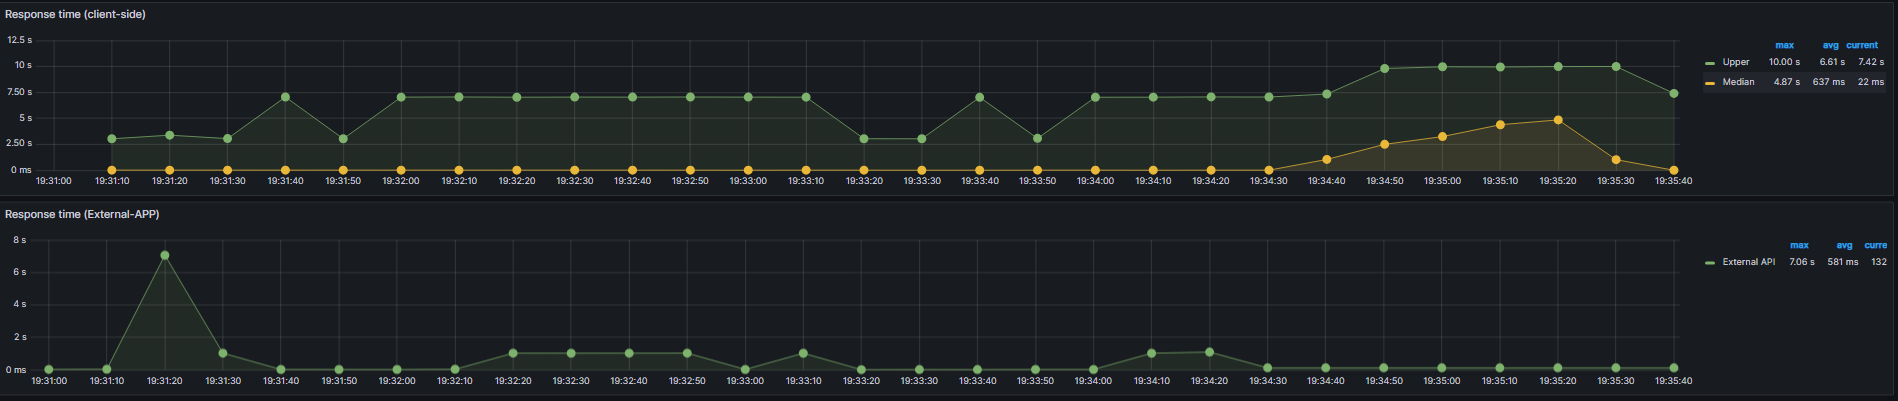 Response time (client-side)
12.5 s
10 s
7.50 s
5 s
2.50 s
0 ms
19:31:00 19:31:10 19:31:20 19:31:30 19:31:40 19:31:50 19:32:00 19:32:10 19:32:20 19:32:30 19:32:40 19:32:50 19:33:00 19:33:10 19:33:20 19:33:30 19:33:40 19:33:50 19:34:00 19:34:10 19:34:20 19:34:30 19:34:40 19:34:50 19:35:00 19:35:10 19:35:20 19:35:30 19:35:40
max avg current
Upper 10.00 s 6.61 s 7.42 s
Median 4.87 s 637 ms 22 ms
Response time (External-APP)
8 s
6 s
4 s
2 s
0 ms
19:31:00 19:31:10 19:31:20 19:31:30 19:31:40 19:31:50 19:32:00 19:32:10 19:32:20 19:32:30 19:32:40 19:32:50 19:33:00 19:33:10 19:33:20 19:33:30 19:33:40 19:33:50 19:34:00 19:34:10 19:34:20 19:34:30 19:34:40 19:34:50 19:35:00 19:35:10 19:35:20 19:35:30 19:35:40
max avg curre
External API 7.06 s 581 ms 132